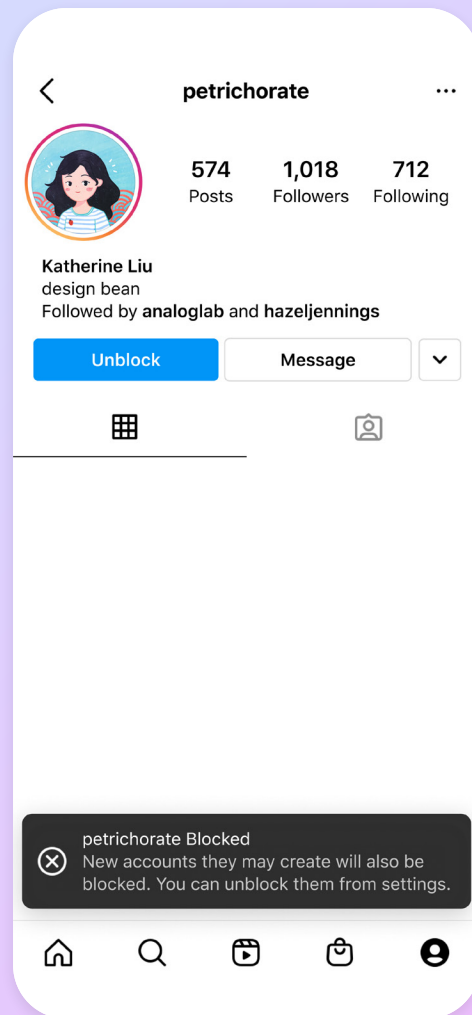 petrichorate
574
1,018
712
Posts
Followers
Following
Katherine Liu
design bean
Followed by analoglab and hazeljennings
Unblock
Message
petrichorate Blocked
New accounts they may create will also be
blocked. You can unblock them from settings.